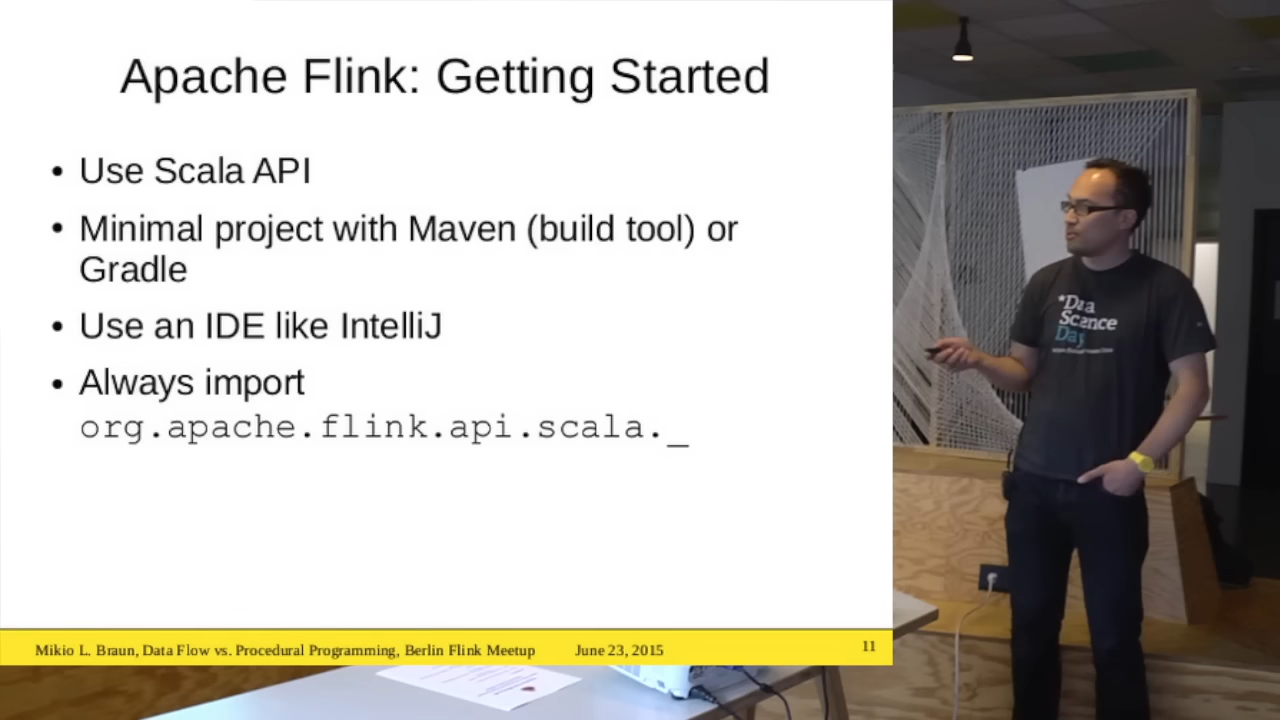 Apache Flink: Getting Started
• Use Scala API
• Minimal project with Maven (build tool) or
Gradle
• Use an IDE like IntelliJ
• Always import
org.apache.flink.api.scala._
Mikio L. Braun, Data Flow vs. Procedural Programming, Berlin Flink Meetup June 23, 2015 11
*Data
Science
Day